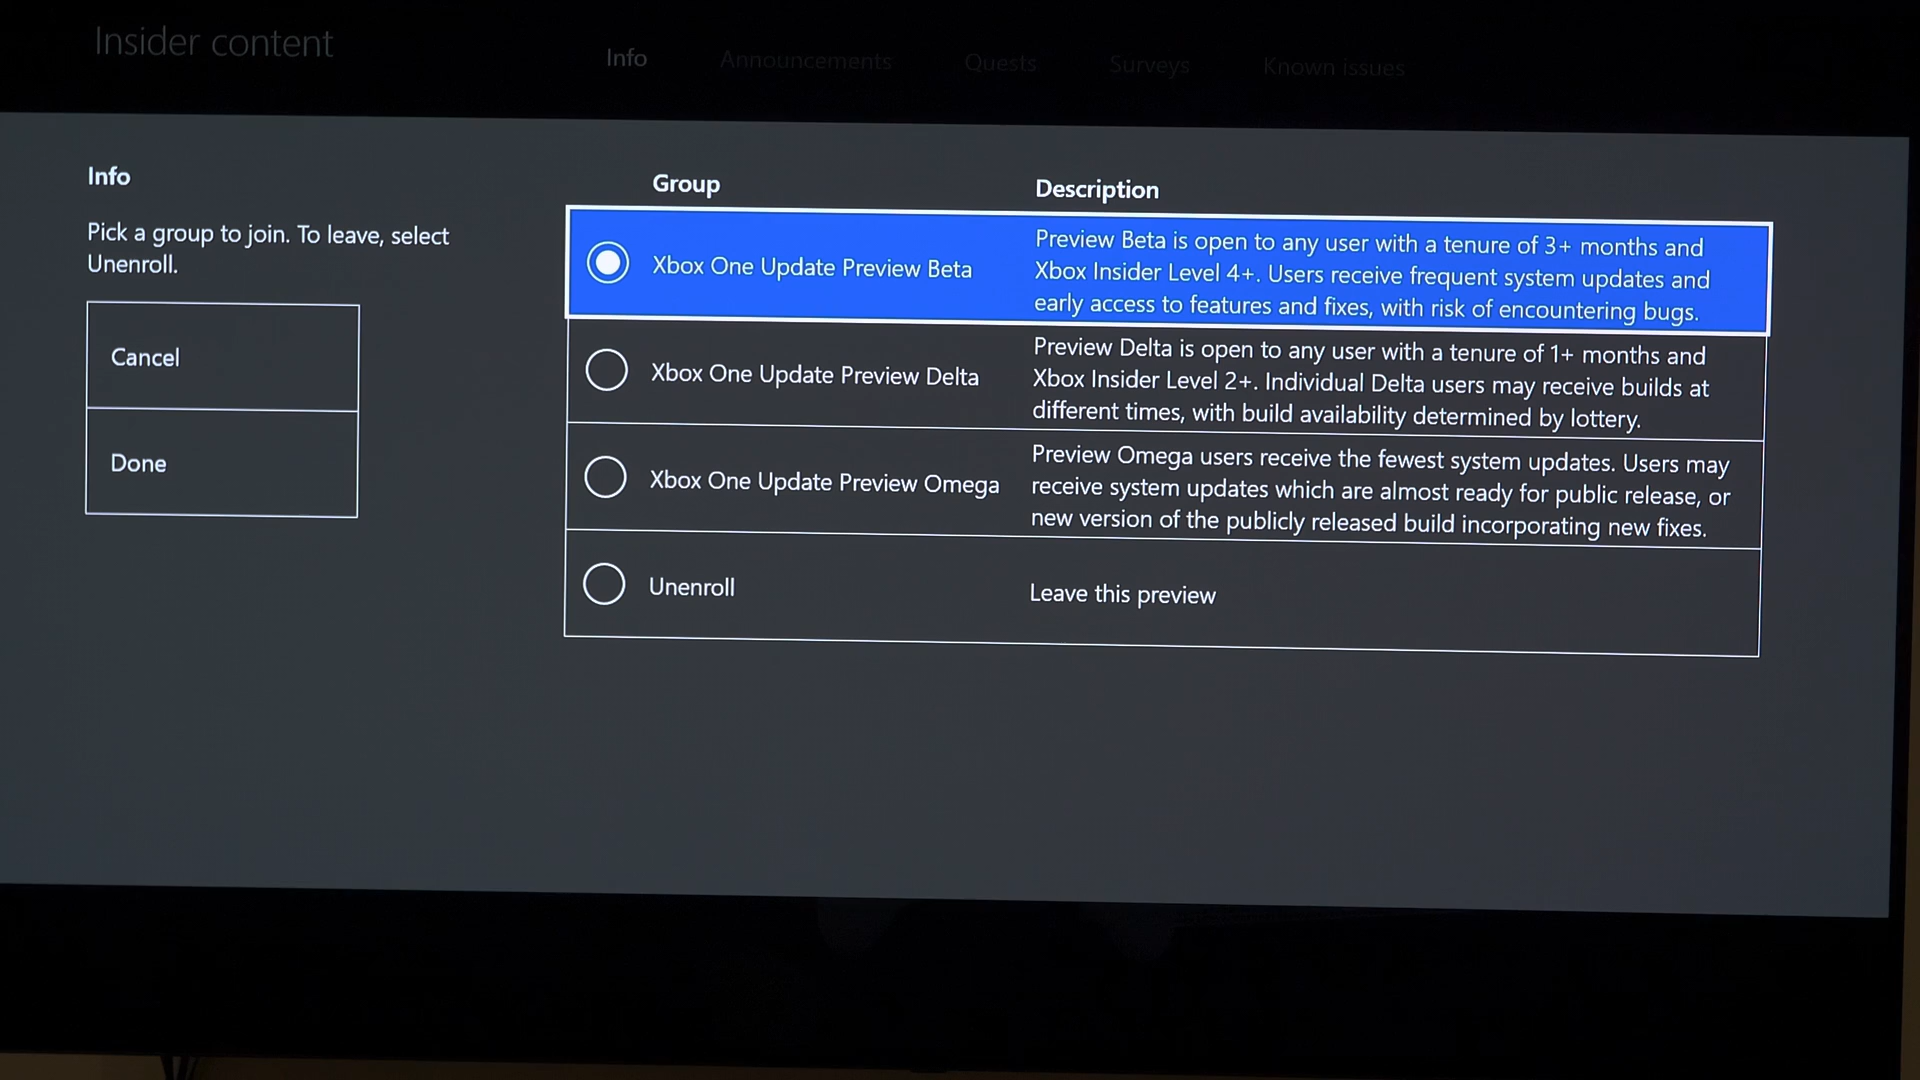 Insider content
Info
Announcements
Quests
Surveys
Known issues
Info
Pick a group to join. To leave, select
Unenroll.
Cancel
Done
Group
Description
Xbox One Update Preview Beta
Preview Beta is open to any user with a tenure of 3+ months and
Xbox Insider Level 4+. Users receive frequent system updates and
early access to features and fixes, with risk of encountering bugs.
Xbox One Update Preview Delta
Preview Delta is open to any user with a tenure of 1+ months and
Xbox Insider Level 2+. Individual Delta users may receive builds at
different times, with build availability determined by lottery.
Xbox One Update Preview Omega
Preview Omega users receive the fewest system updates. Users may
receive system updates which are almost ready for public release, or
new version of the publicly released build incorporating new fixes.
Unenroll
Leave this preview